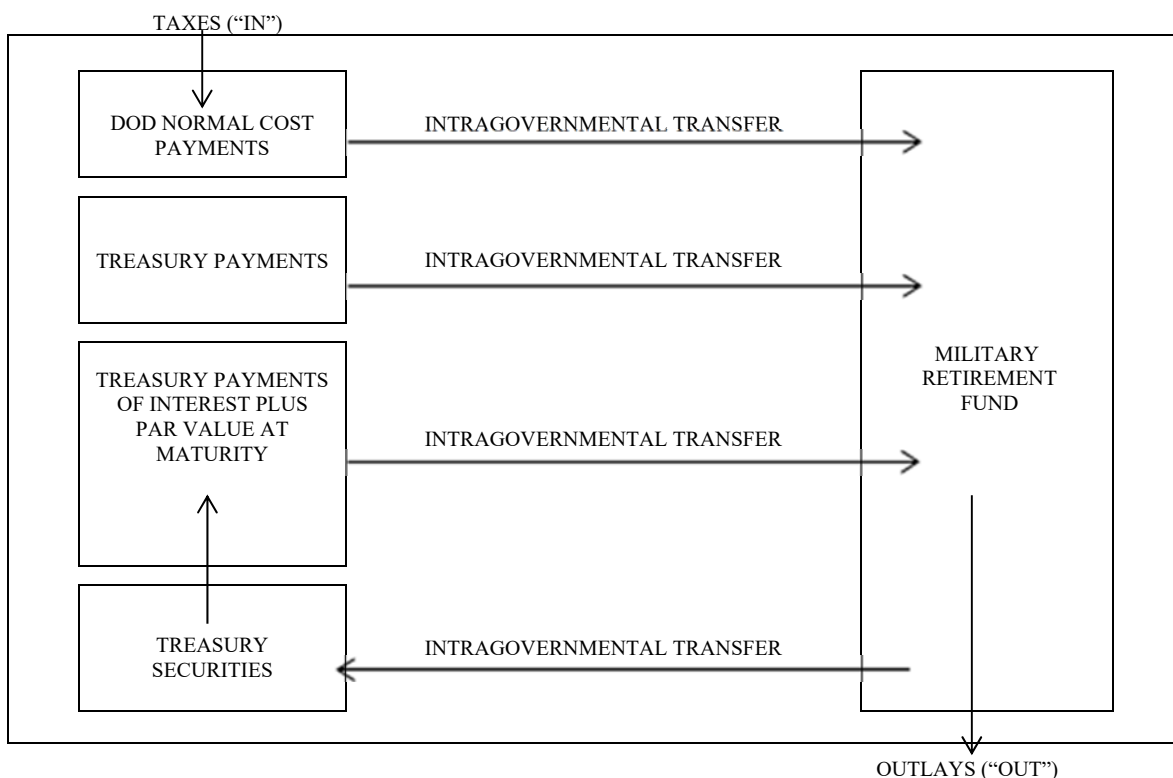 TAXES (“IN”)
DOD NORMAL COST
PAYMENTS
INTRAGOVERNMENTAL TRANSFER
TREASURY PAYMENTS
INTRAGOVERNMENTAL TRANSFER
TREASURY PAYMENTS
OF INTEREST PLUS
PAR VALUE AT
MATURITY
INTRAGOVERNMENTAL TRANSFER
MILITARY
RETIREMENT
FUND
TREASURY
SECURITIES
INTRAGOVERNMENTAL TRANSFER
OUTLAYS (“OUT”)